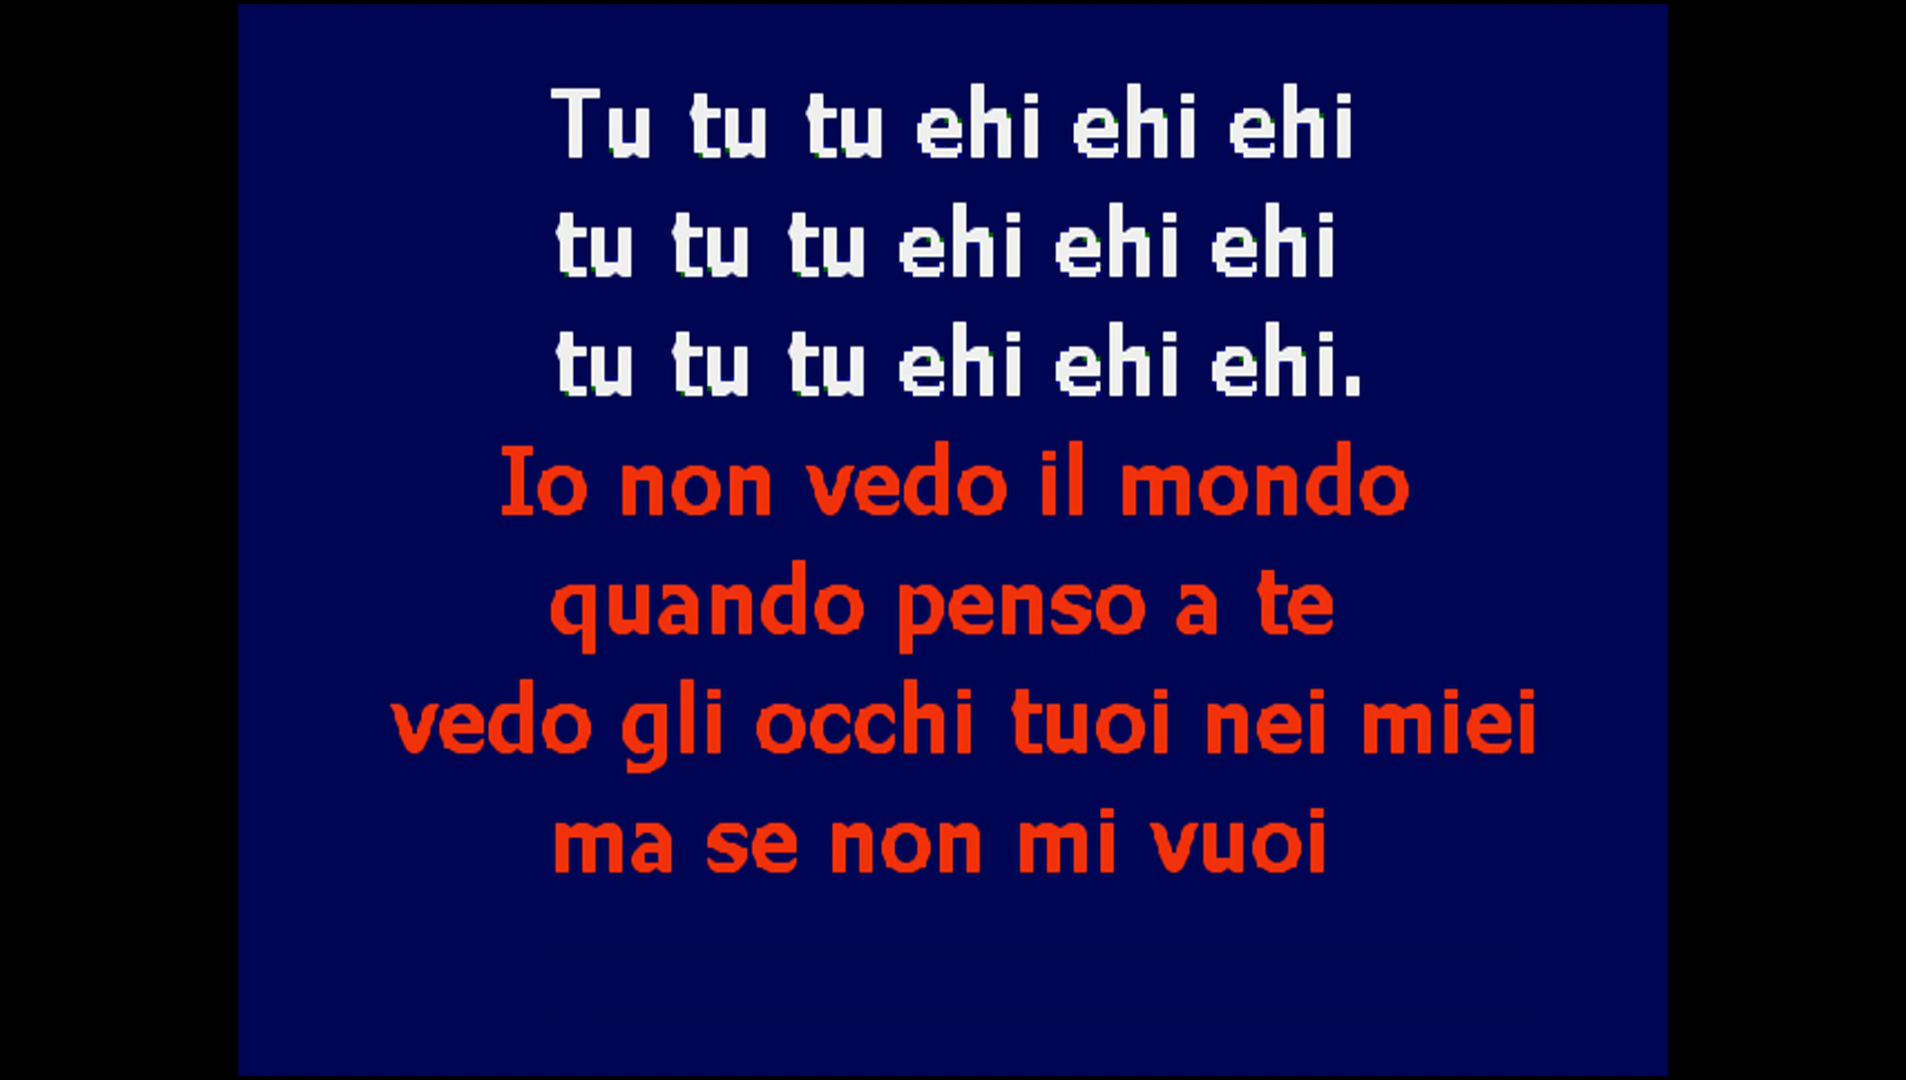 Tu tu tu ehi ehi ehi
tu tu tu ehi ehi ehi
tu tu tu ehi ehi ehi.
Io non vedo il mondo
quando penso a te
vedo gli occhi tuoi nei miei
ma se non mi vuoi